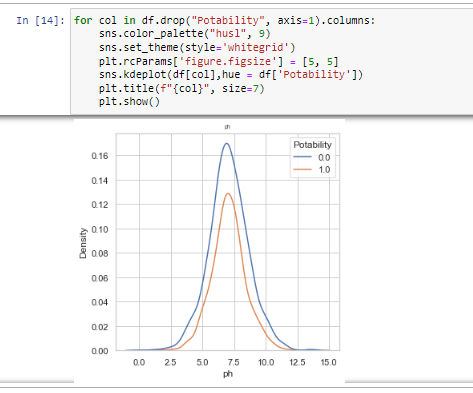 In [14]: for col in df.drop("Potability", axis=1).columns:
sns.color_palette("husl", 9)
sns.set_theme(style='whitegrid')
plt.rcParams['figure.figsize'] = [5, 5]
sns.kdeplot(df[col],hue = df['Potability'])
plt.title(f"{col}", size=7)
plt.show()
ph
Potability
0.0
1.0
0.16
0.14
0.12
0.10
0.08
0.06
0.04
0.02
0.00
Density
0.0 2.5 5.0 7.5 10.0 12.5 15.0
ph